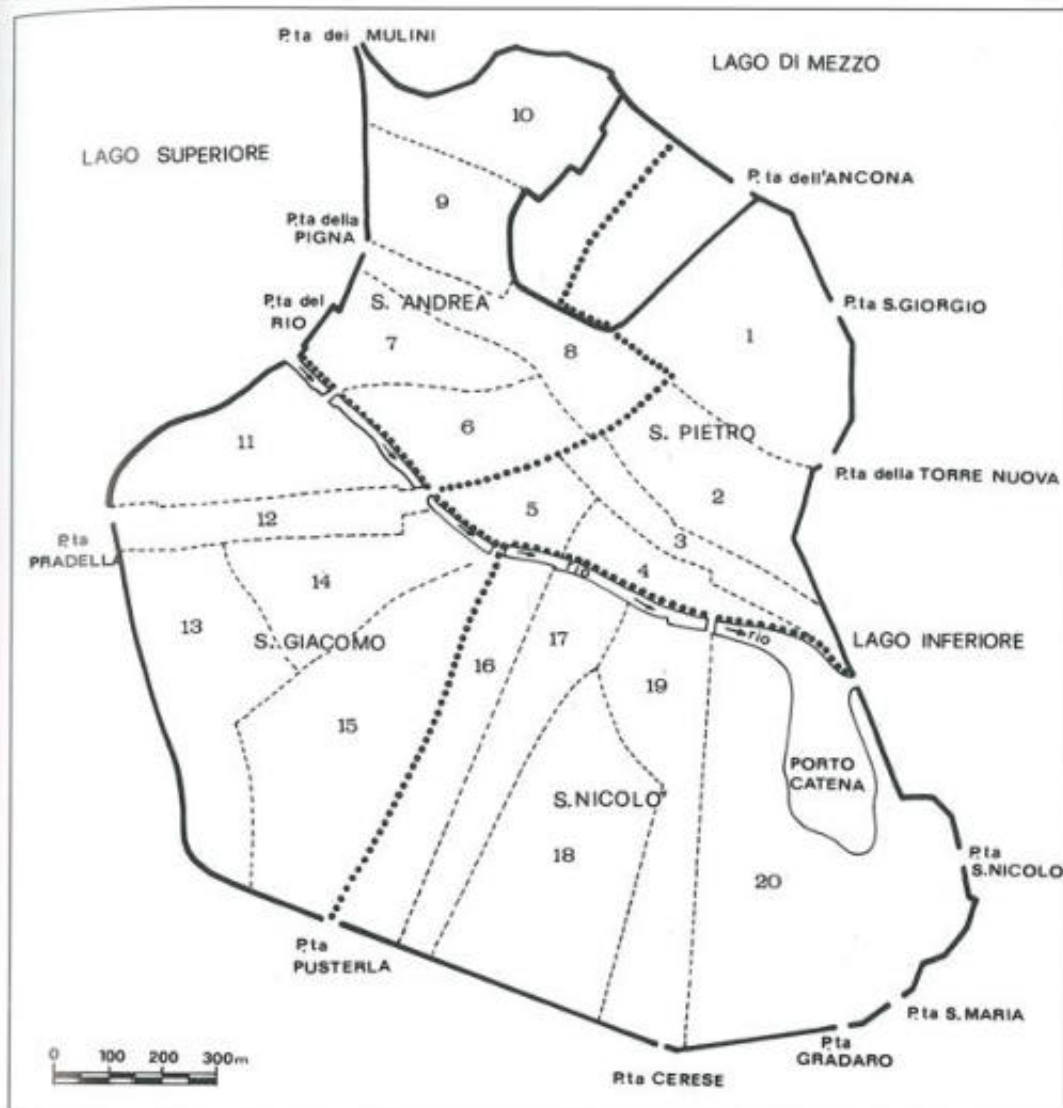 P.ta dei MULINI
LAGO DI MEZZO
10
LAGO SUPERIORE
P.ta dell'ANCONA
9
P.ta della
PIGNA
S. ANDREA
P.ta del
RIO
P.ta S.GIORGIO
1
7
8
6
S. PIETRO
11
P.ta della TORRE NUOVA
2
5
12
3
P.ta
PRADELLA
14
4
rio
13
S. GIACOMO
17
rio
LAGO INFERIORE
16
19
15
PORTO
CATENA
S.NICOLO'
18
20
P.ta
S.NICOLO
P.ta
PUSTERLA
P.ta S.MARIA
P.ta
GRADARO
P.ta CERESE
0 100 200 300m